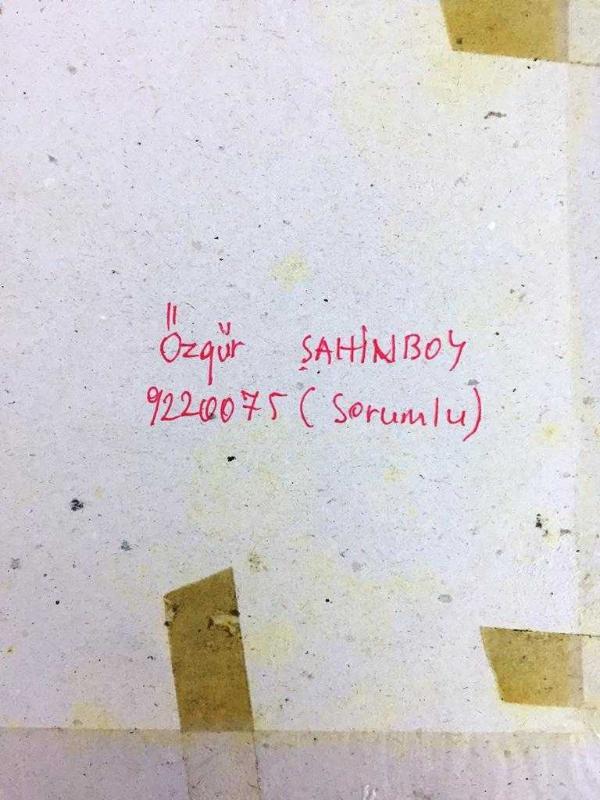 Özgür ŞAHİNBOY
9220075 (Sorumlu)